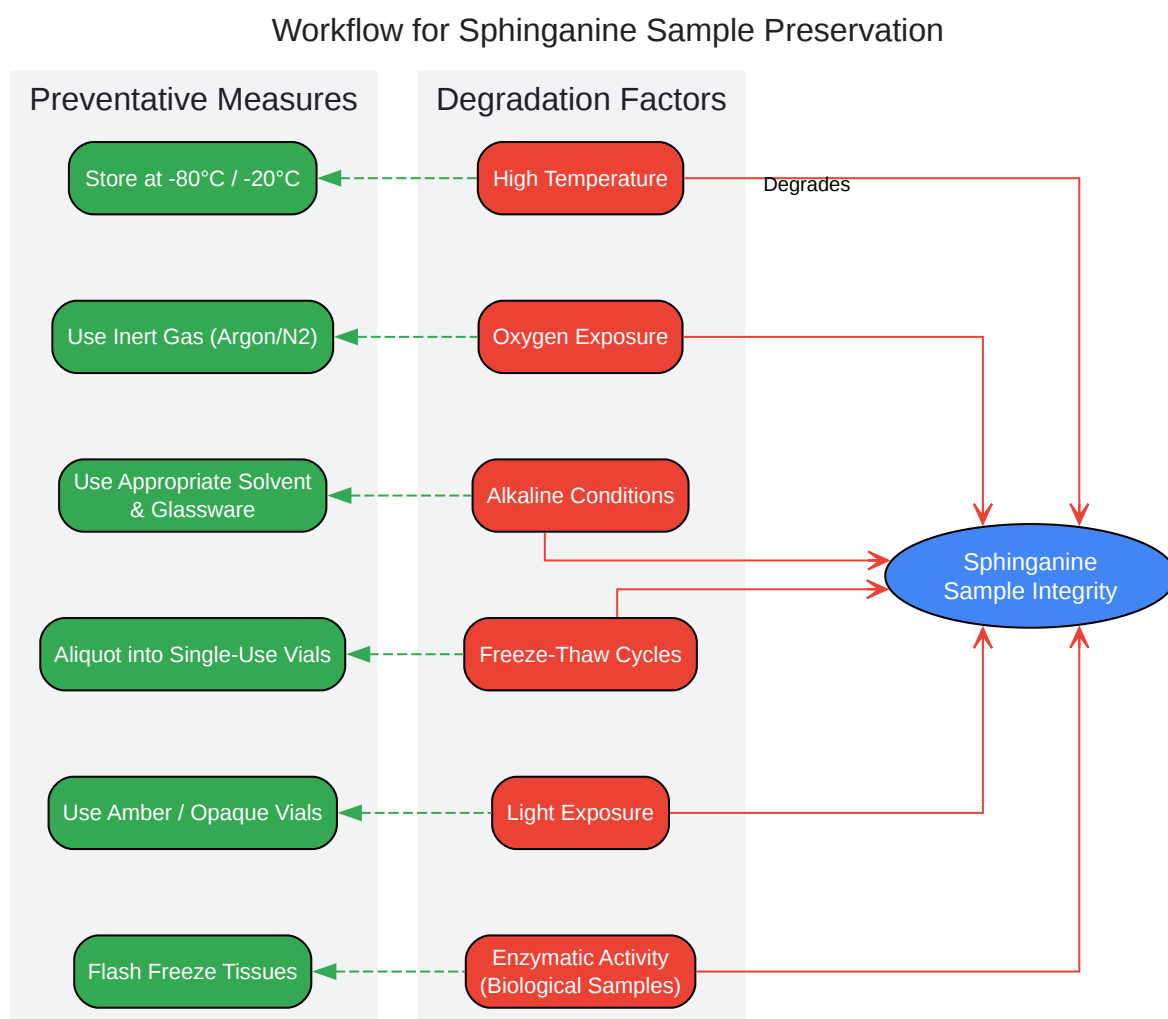 Workflow for Sphinganine Sample Preservation
Preventative Measures
Degradation Factors
Store at -80°C / -20°C
High Temperature
Degrades
Use Inert Gas (Argon/N2)
Oxygen Exposure
Use Appropriate Solvent
& Glassware
Alkaline Conditions
Sphinganine
Sample Integrity
Aliquot into Single-Use Vials
Freeze-Thaw Cycles
Use Amber / Opaque Vials
Light Exposure
Flash Freeze Tissues
Enzymatic Activity
(Biological Samples)